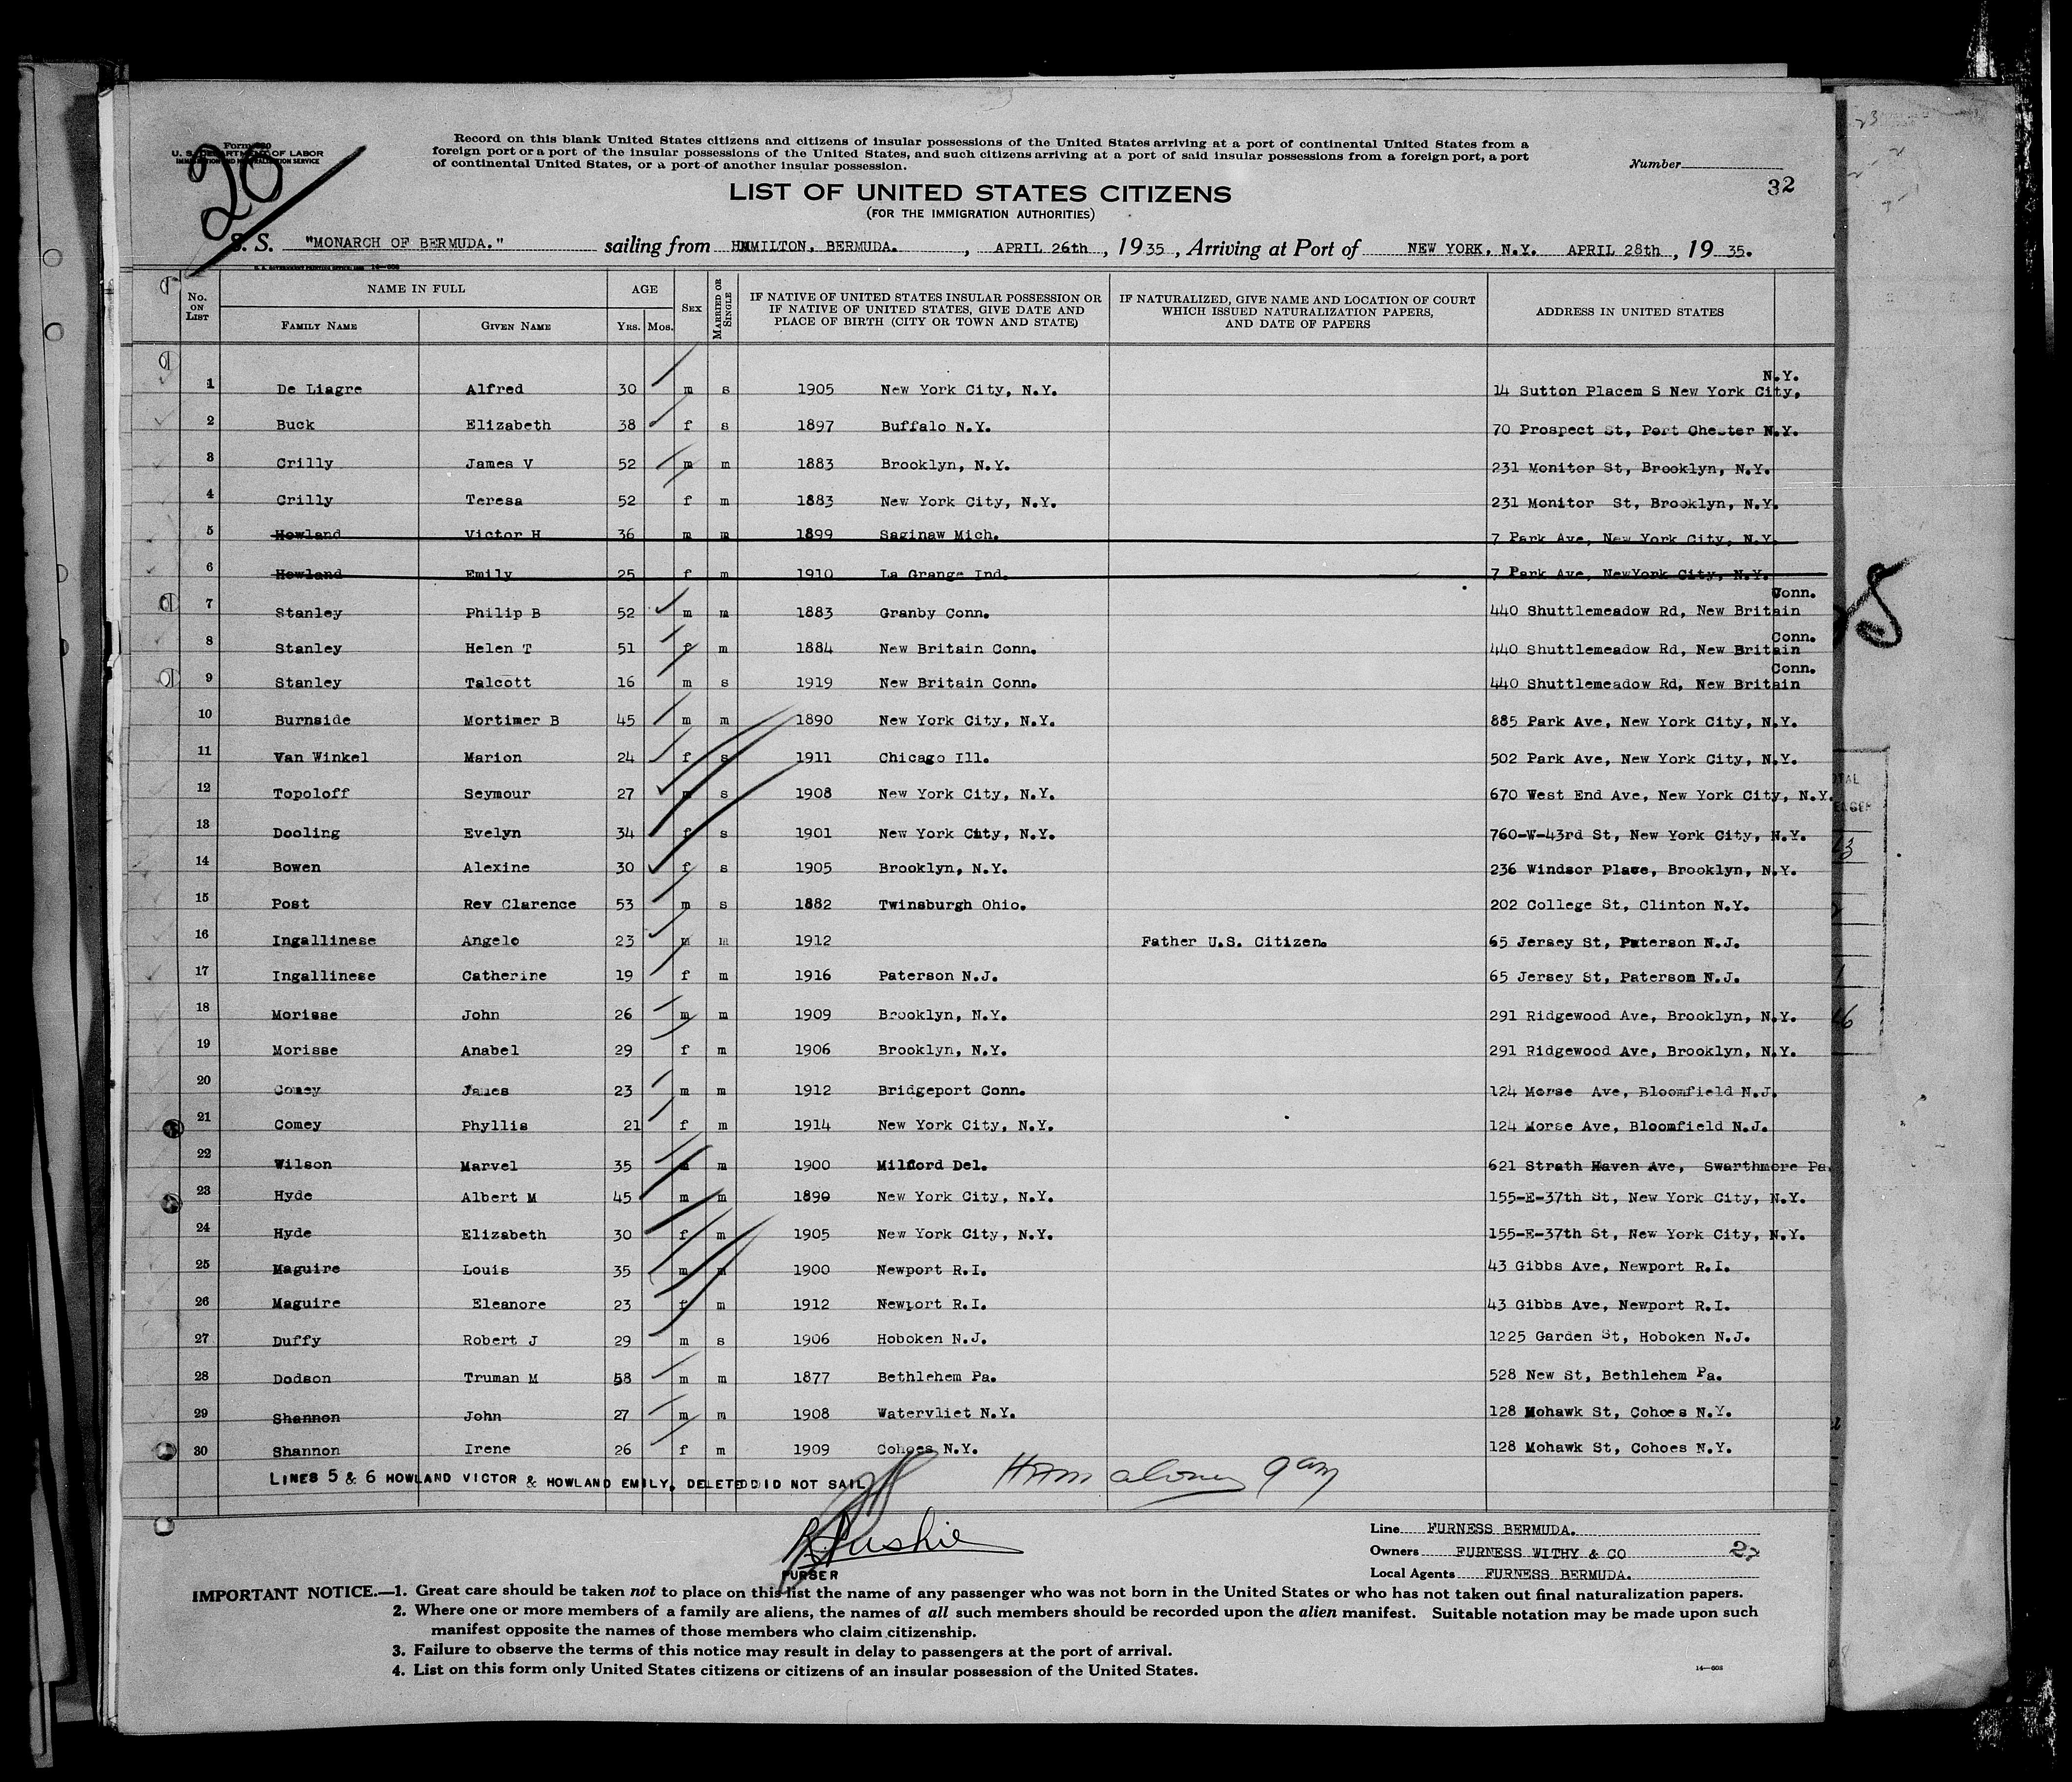 Form 630
U. S. DEPARTMENT OF LABOR
IMMIGRATION AND NATURALIZATION SERVICE
20
Record on this blank United States citizens and citizens of insular possessions of the United States arriving at a port of continental United States from a
foreign port or a port of the insular possessions of the United States, and such citizens arriving at a port of said insular possessions from a foreign port, a port
of continental United States, or a port of another insular possession.
Number
32
LIST OF UNITED STATES CITIZENS
(FOR THE IMMIGRATION AUTHORITIES)
S. S. "MONARCH OF BERMUDA." sailing from HAMILTON, BERMUDA. , APRIL 26th , 1935 , Arriving at Port of NEW YORK, N.Y. APRIL 28th , 19 35.
No. ON LIST NAME IN FULL FAMILY NAME GIVEN NAME AGE YRS. MOS. SEX MARRIED OR SINGLE IF NATIVE OF UNITED STATES INSULAR POSSESSION OR IF NATIVE OF UNITED STATES, GIVE DATE AND PLACE OF BIRTH (CITY OR TOWN AND STATE) IF NATURALIZED, GIVE NAME AND LOCATION OF COURT WHICH ISSUED NATURALIZATION PAPERS, AND DATE OF PAPERS ADDRESS IN UNITED STATES
1 De Liagre Alfred 30 m s 1905 New York City, N.Y. 14 Sutton Placem S New York City, N.Y.
2 Buck Elizabeth 38 f s 1897 Buffalo N.Y. 70 Prospect St, Port Chester N.Y.
3 Crilly James V 52 m m 1883 Brooklyn, N.Y. 231 Monitor St, Brooklyn, N.Y.
4 Crilly Teresa 52 f m 1883 New York City, N.Y. 231 Monitor St, Brooklyn, N.Y.
5 Howland Victor H 36 m m 1899 Saginaw Mich. 7 Park Ave, New York City, N.Y.
6 Howland Emily 25 f m 1910 La Grange Ind. 7 Park Ave, NewYork City, N.Y.
7 Stanley Philip B 52 m m 1883 Granby Conn. 440 Shuttlemeadow Rd, New Britain Conn.
8 Stanley Helen T 51 f m 1884 New Britain Conn. 440 Shuttlemeadow Rd, New Britain Conn.
9 Stanley Talcott 16 m s 1919 New Britain Conn. 440 Shuttlemeadow Rd, New Britain Conn.
10 Burnside Mortimer B 45 m m 1890 New York City, N.Y. 885 Park Ave, New York City, N.Y.
11 Van Winkel Marion 24 f s 1911 Chicago Ill. 502 Park Ave, New York City, N.Y.
12 Topoloff Seymour 27 m s 1908 New York City, N.Y. 670 West End Ave, New York City, N.Y.
13 Dooling Evelyn 34 f s 1901 New York City, N.Y. 760-W-43rd St, New York City, N.Y.
14 Bowen Alexine 30 f s 1905 Brooklyn, N.Y. 236 Windsor Place, Brooklyn, N.Y.
15 Post Rev Clarence 53 m s 1882 Twinsburgh Ohio. 202 College St, Clinton N.Y.
16 Ingallinese Angelo 23 m m 1912 Father U.S. Citizen. 65 Jersey St, Paterson N.J.
17 Ingallinese Catherine 19 f m 1916 Paterson N.J. 65 Jersey St, Paterson N.J.
18 Morisse John 26 m m 1909 Brooklyn, N.Y. 291 Ridgewood Ave, Brooklyn, N.Y.
19 Morisse Anabel 29 f m 1906 Brooklyn, N.Y. 291 Ridgewood Ave, Brooklyn, N.Y.
20 Comey James 23 m m 1912 Bridgeport Conn. 124 Morse Ave, Bloomfield N.J.
21 Comey Phyllis 21 f m 1914 New York City, N.Y. 124 Morse Ave, Bloomfield N.J.
22 Wilson Marvel 35 m m 1900 Milford Del. 621 Strath Haven Ave, Swarthmore Pa.
23 Hyde Albert M 45 m m 1890 New York City, N.Y. 155-E-37th St, New York City, N.Y.
24 Hyde Elizabeth 30 f m 1905 New York City, N.Y. 155-E-37th St, New York City, N.Y.
25 Maguire Louis 35 m m 1900 Newport R.I. 43 Gibbs Ave, Newport R.I.
26 Maguire Eleanore 23 f m 1912 Newport R.I. 43 Gibbs Ave, Newport R.I.
27 Duffy Robert J 29 m s 1906 Hoboken N.J. 1225 Garden St, Hoboken N.J.
28 Dodson Truman M 58 m m 1877 Bethlehem Pa. 528 New St, Bethlehem Pa.
29 Shannon John 27 m m 1908 Watervliet N.Y. 128 Mohawk St, Cohoes N.Y.
30 Shannon Irene 26 f m 1909 Cohoes N.Y. 128 Mohawk St, Cohoes N.Y.
LINES 5 & 6 HOWLAND VICTOR & HOWLAND EMILY, DELETED DID NOT SAIL
PURSER
Line FURNESS BERMUDA.
Owners FURNESS WITHY & CO 27
Local Agents FURNESS BERMUDA.
IMPORTANT NOTICE.—1. Great care should be taken not to place on this list the name of any passenger who was not born in the United States or who has not taken out final naturalization papers.
2. Where one or more members of a family are aliens, the names of all such members should be recorded upon the alien manifest. Suitable notation may be made upon such
manifest opposite the names of those members who claim citizenship.
3. Failure to observe the terms of this notice may result in delay to passengers at the port of arrival.
4. List on this form only United States citizens or citizens of an insular possession of the United States.
14—608